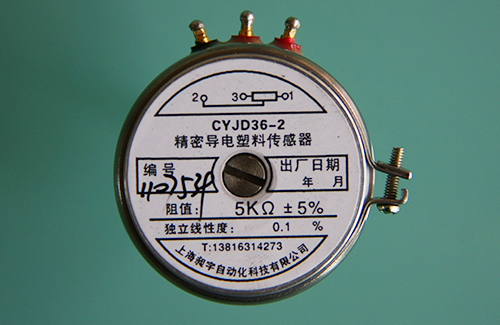 2 3 1
CYJD36-2
精密导电塑料传感器
编号 出厂日期
年 月
阻值: 5KΩ ±5%
独立线性度: 0.1 %
T:13816314273
上海昶宇自动化科技有限公司